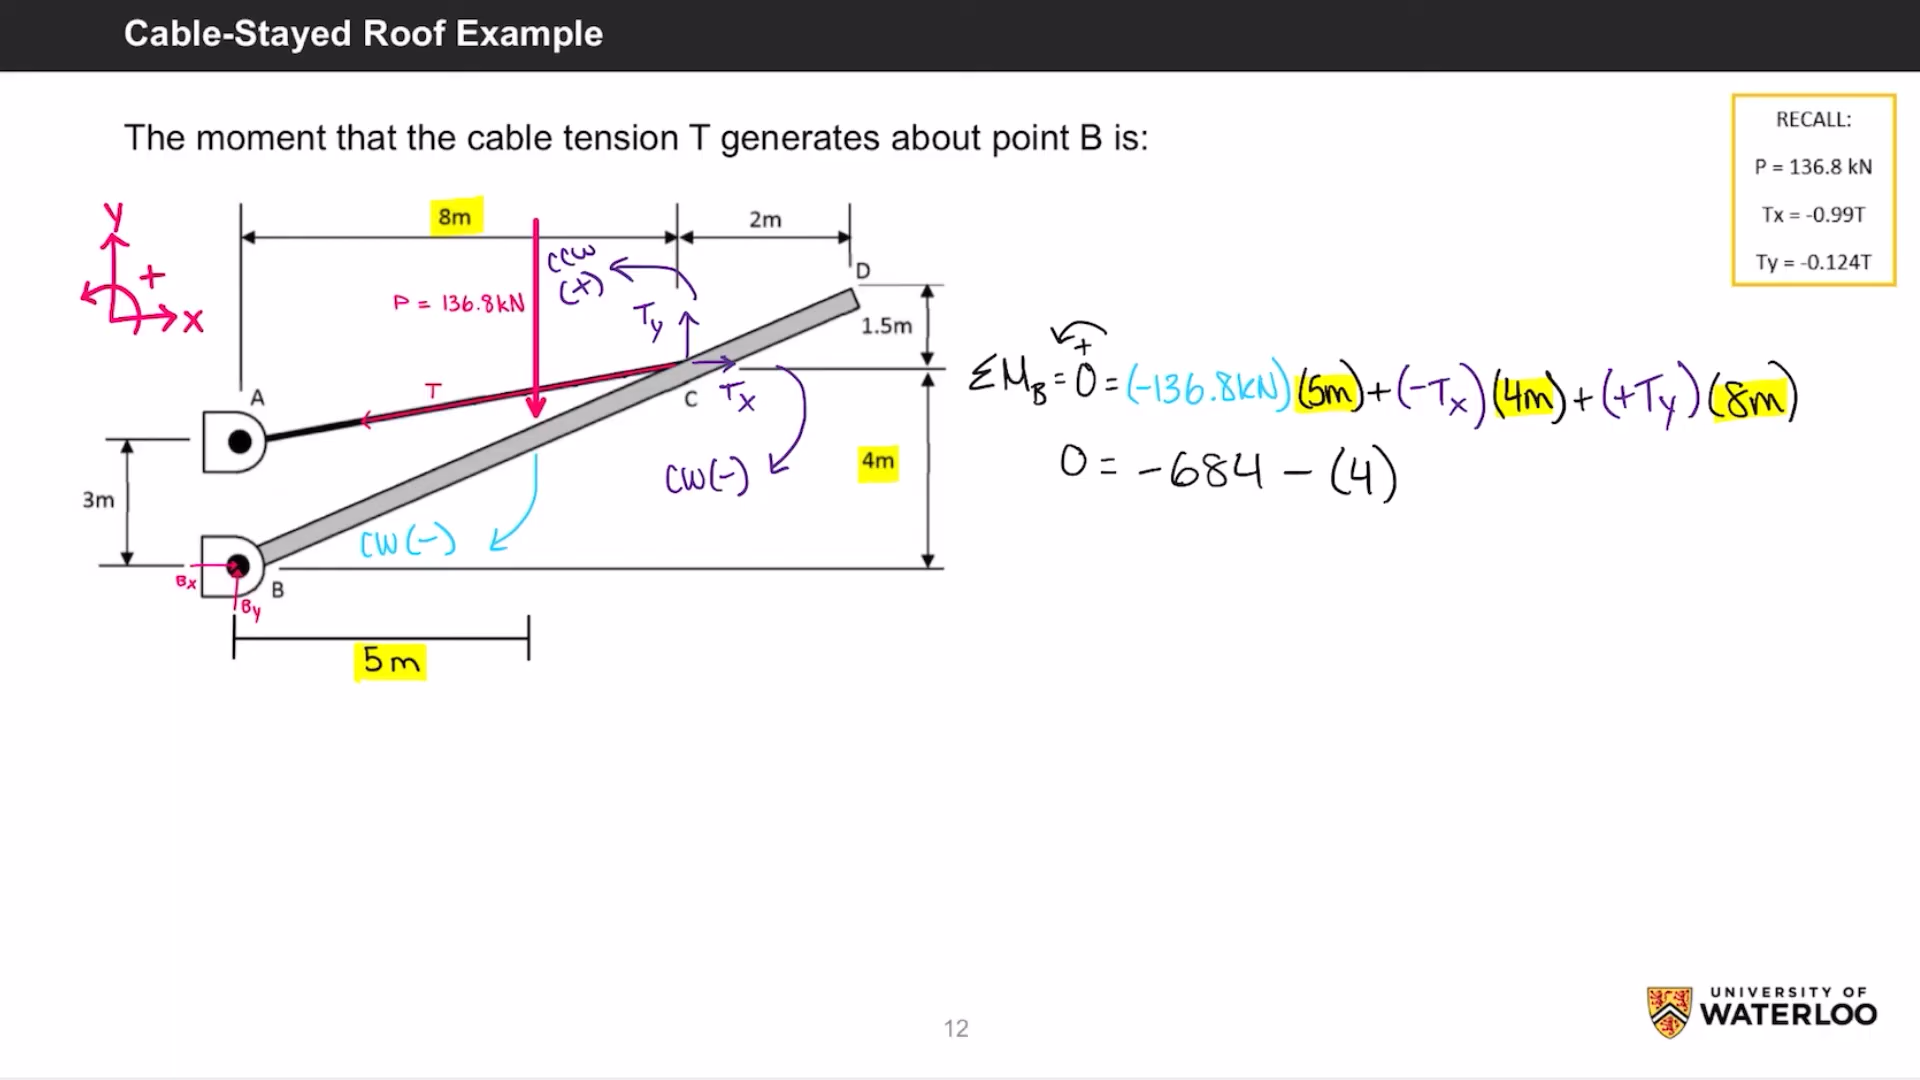 Cable-Stayed Roof Example
The moment that the cable tension T generates about point B is:
RECALL:
P = 136.8 kN
Tx = -0.99T
Ty = -0.124T
y
+
x
8m
2m
CCW
(+)
P = 136.8kN
Ty
D
1.5m
T
A
C
Tx
CW(-)
4m
3m
CW(-)
Bx
By
B
5m
+
ΣMB = 0 = (-136.8kN)(5m) + (-Tx)(4m) + (+Ty)(8m)
0 = -684 - (4)
12
UNIVERSITY OF
WATERLOO